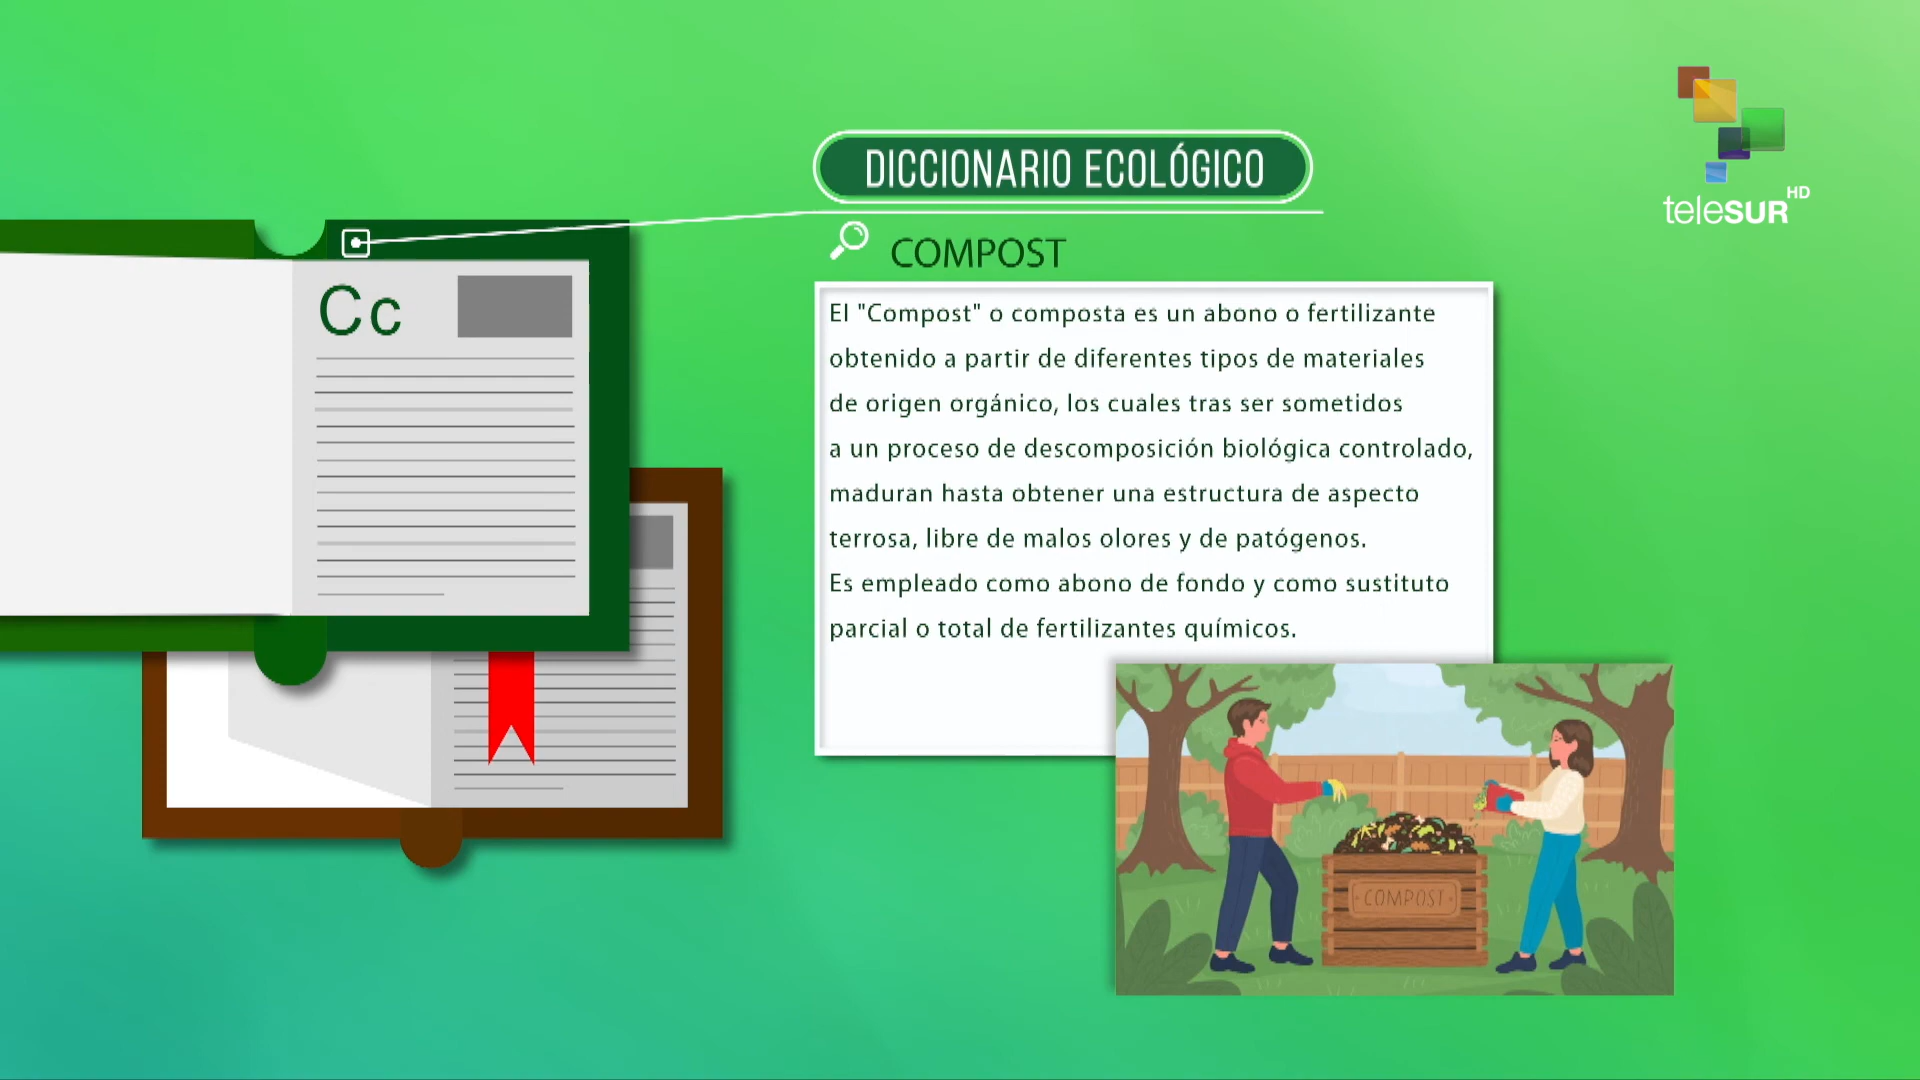 DICCIONARIO ECOLÓGICO
teleSUR HD
COMPOST
Cc
El "Compost" o composta es un abono o fertilizante
obtenido a partir de diferentes tipos de materiales
de origen orgánico, los cuales tras ser sometidos
a un proceso de descomposición biológica controlado,
maduran hasta obtener una estructura de aspecto
terrosa, libre de malos olores y de patógenos.
Es empleado como abono de fondo y como sustituto
parcial o total de fertilizantes químicos.
COMPOST